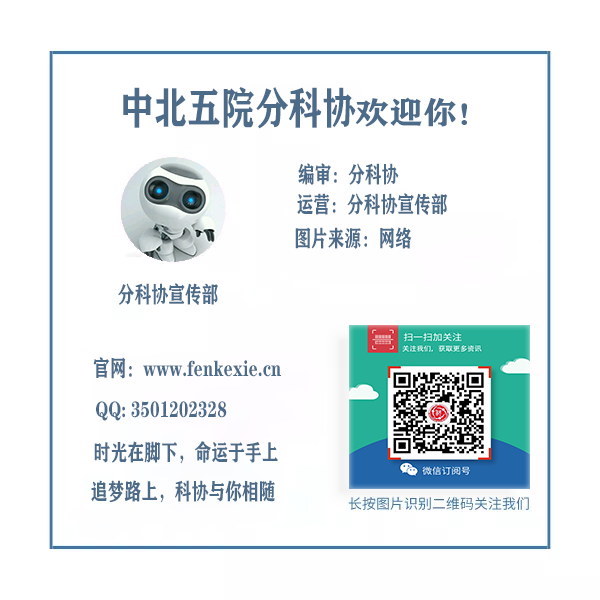 中北五院分科协欢迎你!
编审：分科协
运营：分科协宣传部
图片来源：网络
分科协宣传部
官网：www.fenkexie.cn
QQ: 3501202328
时光在脚下，命运于手上
追梦路上，科协与你相随
扫一扫加关注
关注我们，获取更多资讯
微信订阅号
长按图片识别二维码关注我们